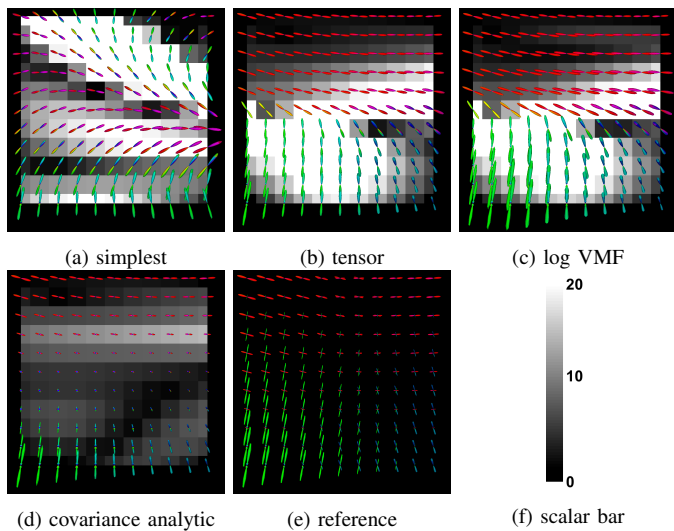 (a) simplest
(b) tensor
(c) log VMF
20
10
0
(d) covariance analytic
(e) reference
(f) scalar bar